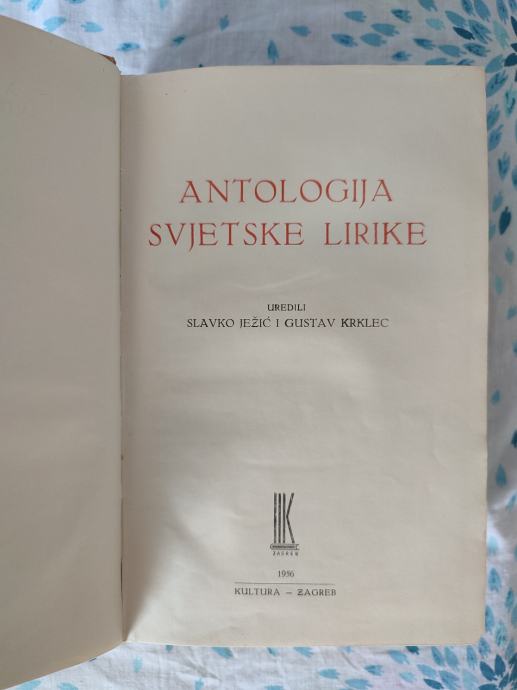 ANTOLOGIJA
SVJETSKE LIRIKE
UREDILI
SLAVKO JEŽIĆ I GUSTAV KRKLEC
K
ZAGREB
1956
KULTURA – ZAGREB